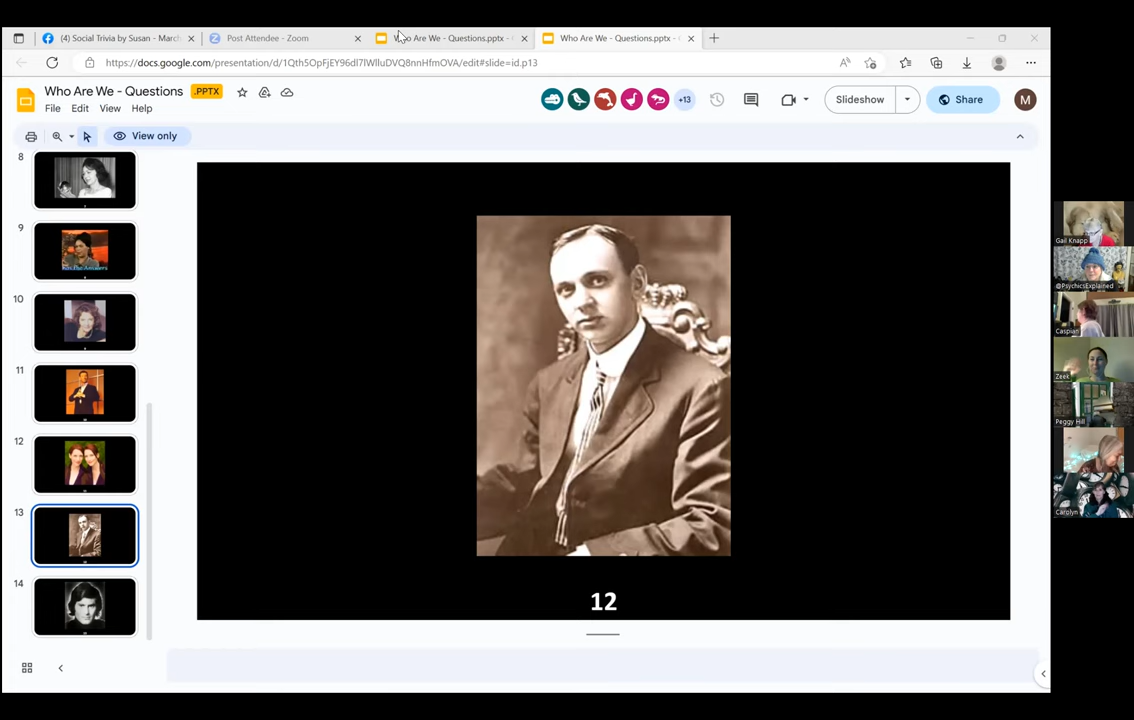 (4) Social Trivia by Susan - March
Post Attendee - Zoom
Who Are We - Questions.pptx -
Who Are We - Questions.pptx -
https://docs.google.com/presentation/d/1Qth5OpFjEY96dl7lWlluDVQ8nnHfmOVA/edit#slide=id.p13
Who Are We - Questions
.PPTX
File Edit View Help
+13
Slideshow
Share
M
View only
8
9
10
11
12
13
14
12
Gail Knapp
@PsychicsExplained
Caspian
Zeek
Peggy Hill
Carolyn